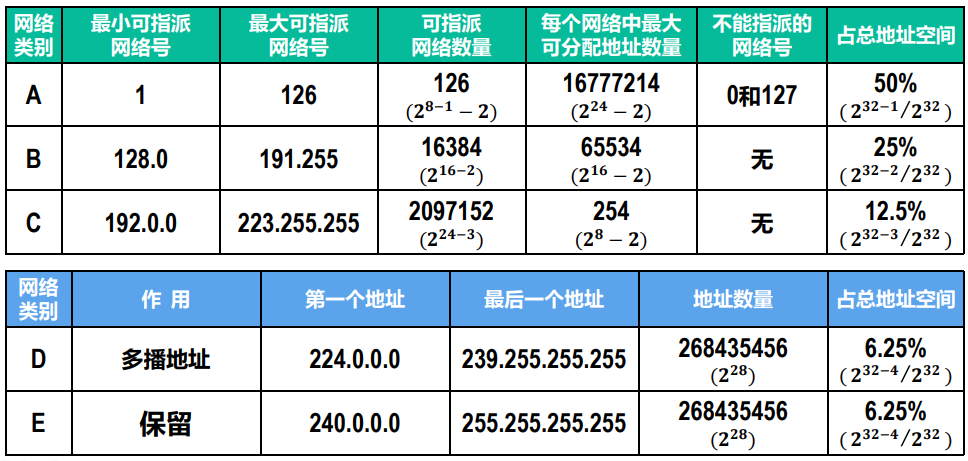 网络类别 最小可指派网络号 最大可指派网络号 可指派网络数量 每个网络中最大可分配地址数量 不能指派的网络号 占总地址空间
A 1 126 126 (2^{8−1} − 2) 16777214 (2^{24} − 2) 0和127 50% (2^{32−1}/2^{32})
B 128.0 191.255 16384 (2^{16−2}) 65534 (2^{16} − 2) 无 25% (2^{32−2}/2^{32})
C 192.0.0 223.255.255 2097152 (2^{24−3}) 254 (2^{8} − 2) 无 12.5% (2^{32−3}/2^{32})
网络类别 作用 第一个地址 最后一个地址 地址数量 占总地址空间
D 多播地址 224.0.0.0 239.255.255.255 268435456 (2^{28}) 6.25% (2^{32−4}/2^{32})
E 保留 240.0.0.0 255.255.255.255 268435456 (2^{28}) 6.25% (2^{32−4}/2^{32})